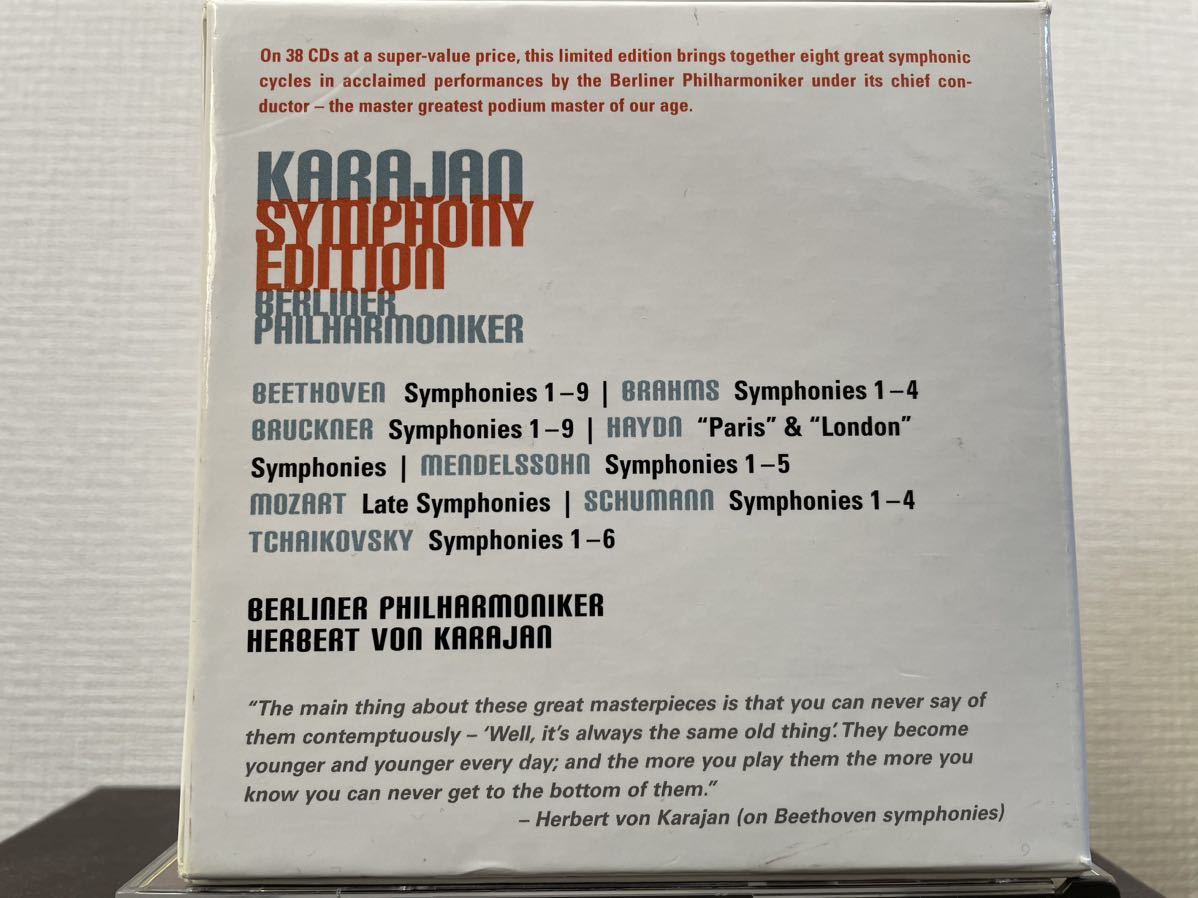 On 38 CDs at a super-value price, this limited edition brings together eight great symphonic
cycles in acclaimed performances by the Berliner Philharmoniker under its chief con-
ductor – the master greatest podium master of our age.
KARAJAN
SYMPHONY
EDITION
BERLINER
PHILHARMONIKER
BEETHOVEN Symphonies 1–9 | BRAHMS Symphonies 1–4
BRUCKNER Symphonies 1–9 | HAYDN “Paris” & “London”
Symphonies | MENDELSSOHN Symphonies 1–5
MOZART Late Symphonies | SCHUMANN Symphonies 1–4
TCHAIKOVSKY Symphonies 1–6
BERLINER PHILHARMONIKER
HERBERT VON KARAJAN
“The main thing about these great masterpieces is that you can never say of
them contemptuously – ‘Well, it’s always the same old thing’. They become
younger and younger every day; and the more you play them the more you
know you can never get to the bottom of them.”
– Herbert von Karajan (on Beethoven symphonies)
9